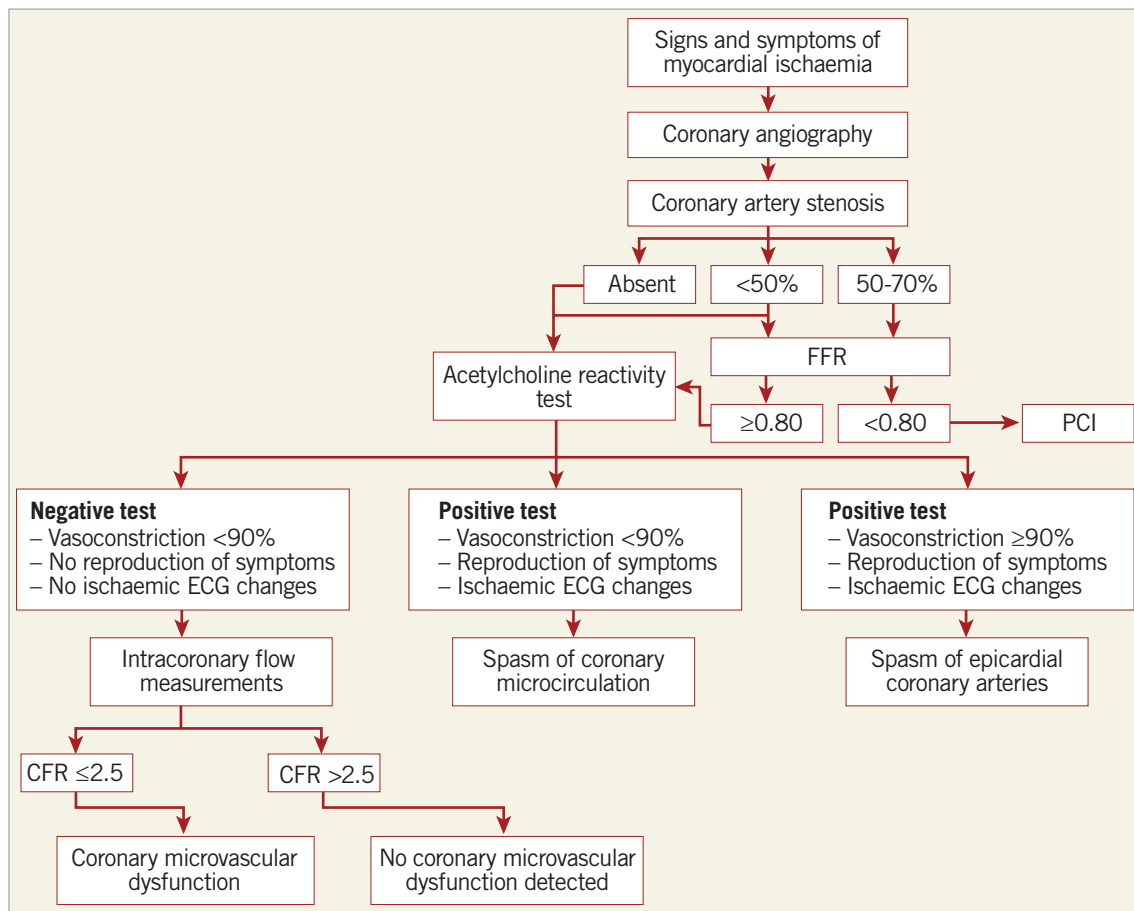 Signs and symptoms of
myocardial ischaemia
Coronary angiography
Coronary artery stenosis
Absent
<50%
50-70%
FFR
Acetylcholine reactivity
test
≥0.80
<0.80
PCI
Negative test
– Vasoconstriction <90%
– No reproduction of symptoms
– No ischaemic ECG changes
Positive test
– Vasoconstriction <90%
– Reproduction of symptoms
– Ischaemic ECG changes
Positive test
– Vasoconstriction ≥90%
– Reproduction of symptoms
– Ischaemic ECG changes
Intracoronary flow
measurements
Spasm of coronary
microcirculation
Spasm of epicardial
coronary arteries
CFR ≤2.5
CFR >2.5
Coronary microvascular
dysfunction
No coronary microvascular
dysfunction detected